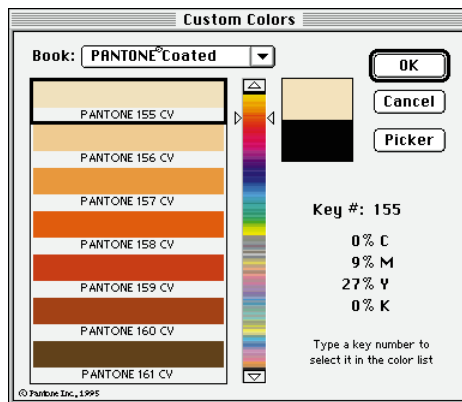 Custom Colors
Book: PANTONE® Coated
OK
Cancel
Picker
PANTONE 155 CV
PANTONE 156 CV
PANTONE 157 CV
PANTONE 158 CV
PANTONE 159 CV
PANTONE 160 CV
PANTONE 161 CV
Key #: 155
0% C
9% M
27% Y
0% K
Type a key number to
select it in the color list
© Pantone Inc., 1995